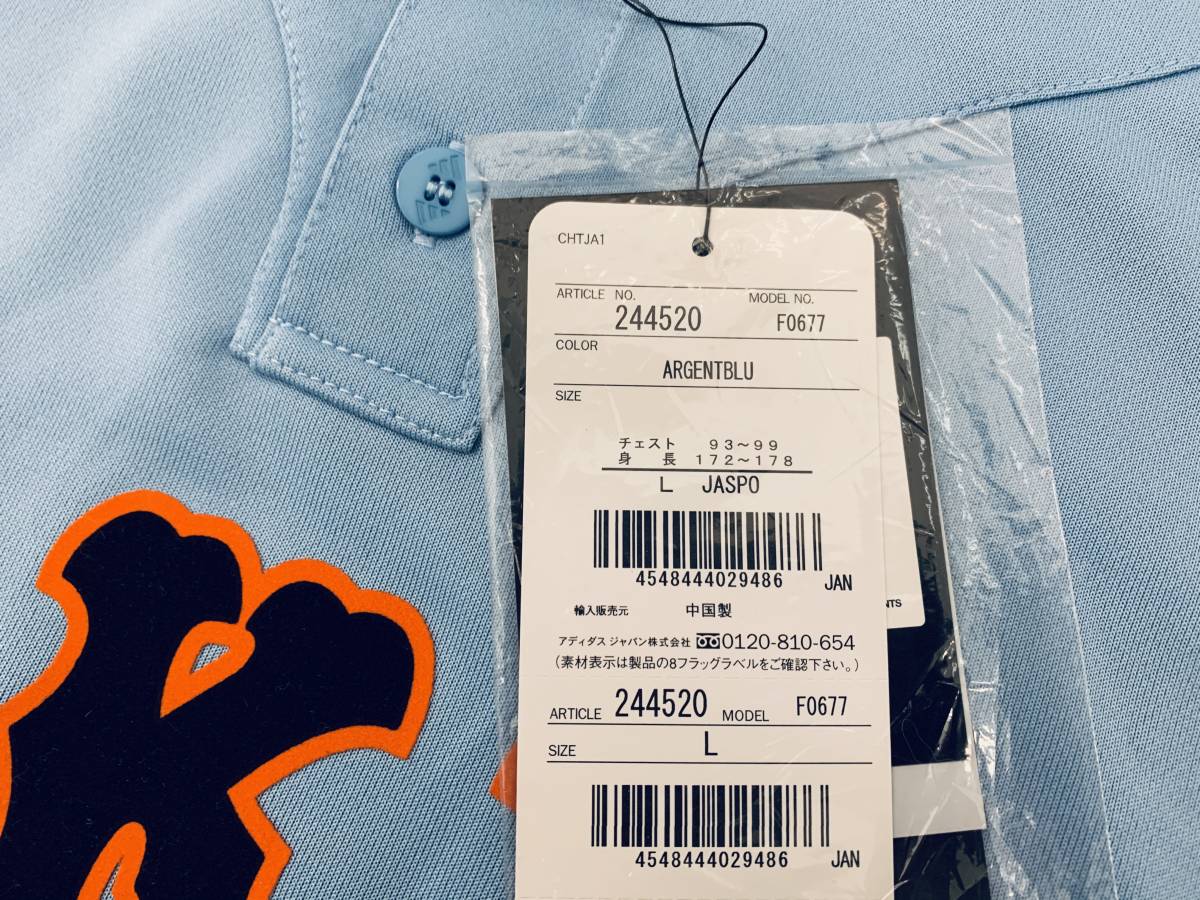 CHTJA1
ARTICLE NO. MODEL NO.
244520 F0677
COLOR
ARGENTBLU
SIZE
チェスト 93~99
身 長 172~178
L JASPO
4548444029486 JAN
輸入販売元 中国製
アディダス ジャパン株式会社 0120-810-654
(素材表示は製品の8フラッグラベルをご確認下さい。)
ARTICLE 244520 MODEL F0677
SIZE L
4548444029486 JAN